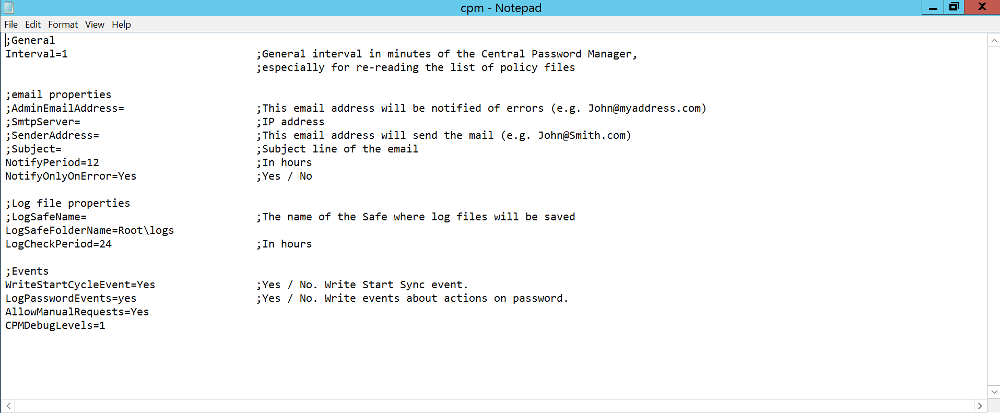 cpm - Notepad
File Edit Format View Help
;General
Interval=1 ;General interval in minutes of the Central Password Manager,
;especially for re-reading the list of policy files
;email properties
;AdminEmailAddress= ;This email address will be notified of errors (e.g. John@myaddress.com)
;SmtpServer= ;IP address
;SenderAddress= ;This email address will send the mail (e.g. John@Smith.com)
;Subject= ;Subject line of the email
NotifyPeriod=12 ;In hours
NotifyOnlyOnError=Yes ;Yes / No
;Log file properties
;LogSafeName= ;The name of the Safe where log files will be saved
LogSafeFolderName=Root\logs
LogCheckPeriod=24 ;In hours
;Events
WriteStartCycleEvent=Yes ;Yes / No. Write Start Sync event.
LogPasswordEvents=yes ;Yes / No. Write events about actions on password.
AllowManualRequests=Yes
CPMDebugLevels=1